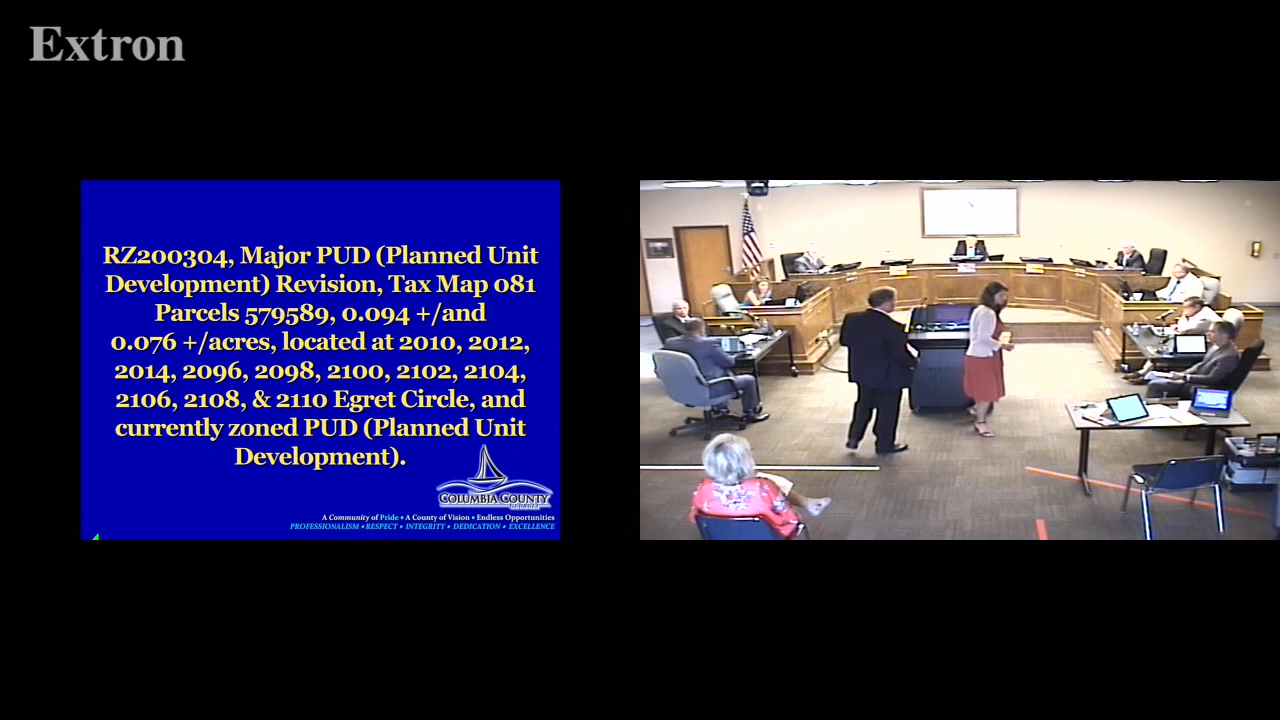 Extron
RZ200304, Major PUD (Planned Unit
Development) Revision, Tax Map 081
Parcels 579589, 0.094 +/and
0.076 +/acres, located at 2010, 2012,
2014, 2096, 2098, 2100, 2102, 2104,
2106, 2108, & 2110 Egret Circle, and
currently zoned PUD (Planned Unit
Development).
COLUMBIA COUNTY
GEORGIA
A Community of Pride • A County of Vision • Endless Opportunities
PROFESSIONALISM • RESPECT • INTEGRITY • DEDICATION • EXCELLENCE